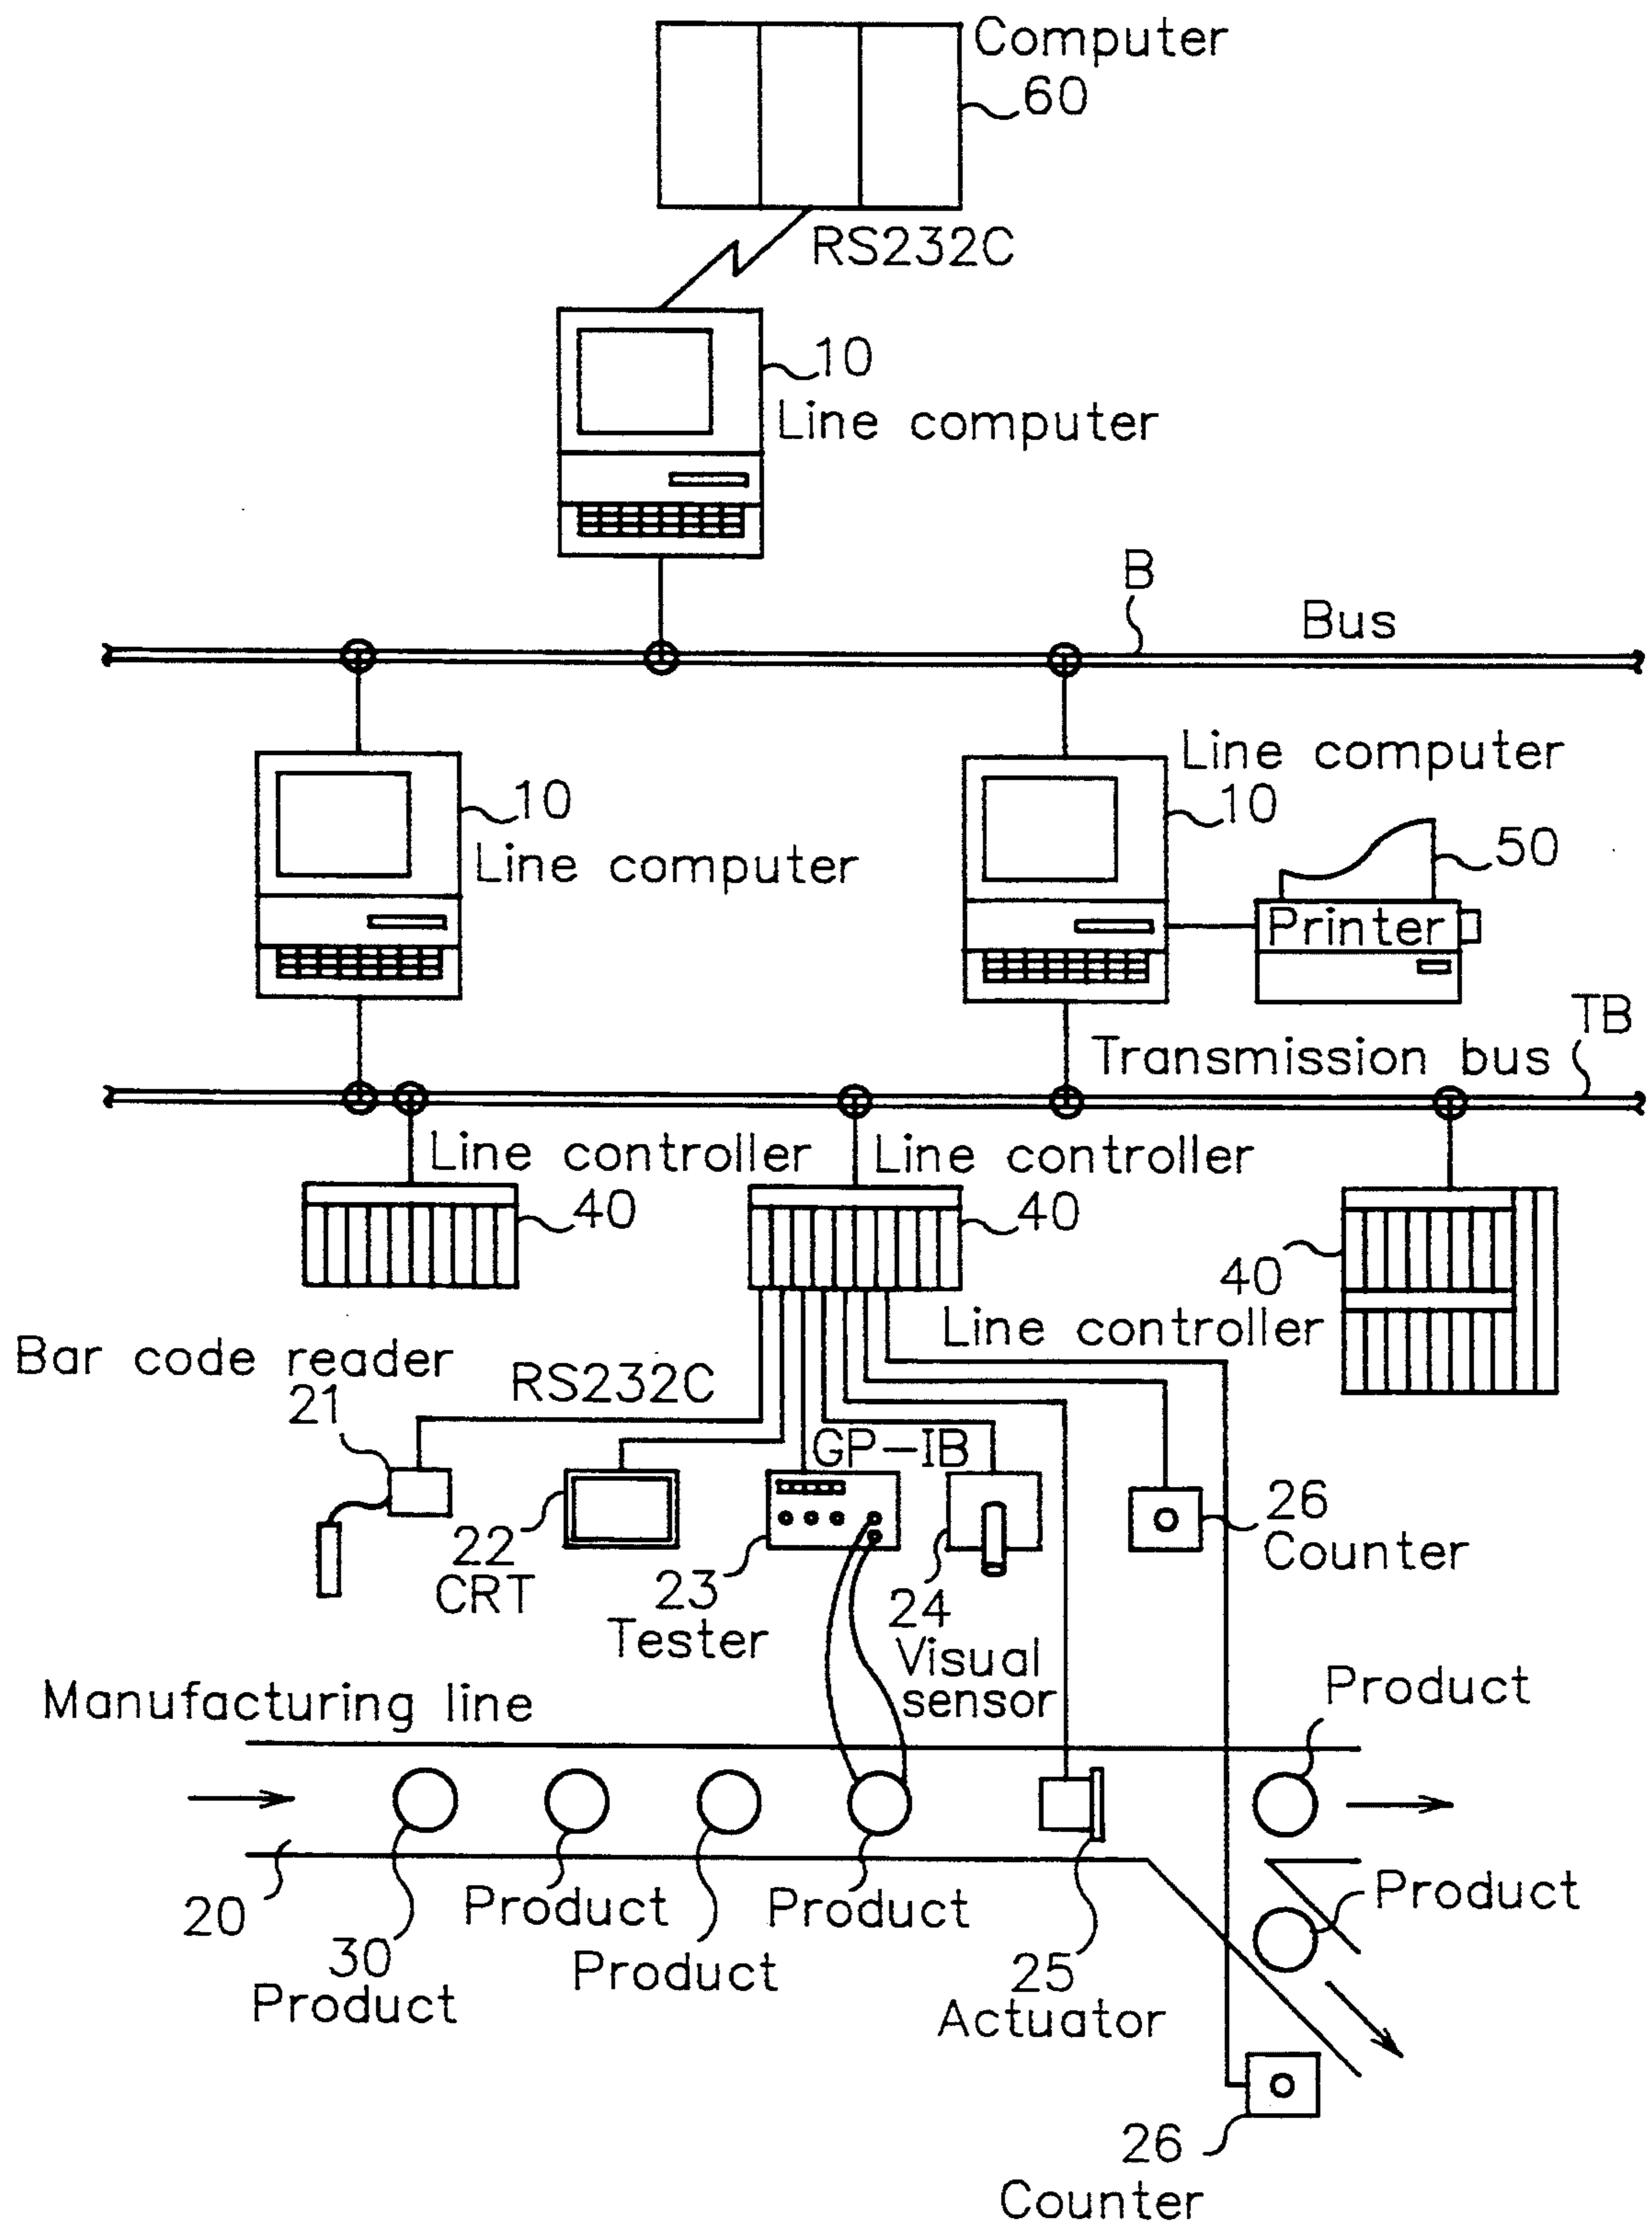 Computer
60
RS232C
10
Line computer
B
Bus
Line computer
10
10
Line computer
50
Printer
TB
Transmission bus
Line controller
40
Line controller
40
40
Line controller
Bar code reader
21
RS232C
GP-IB
22
CRT
23
Tester
24
Visual
sensor
26
Counter
Manufacturing line
Product
20
30
Product
Product
Product
Product
25
Actuator
Product
26
Counter